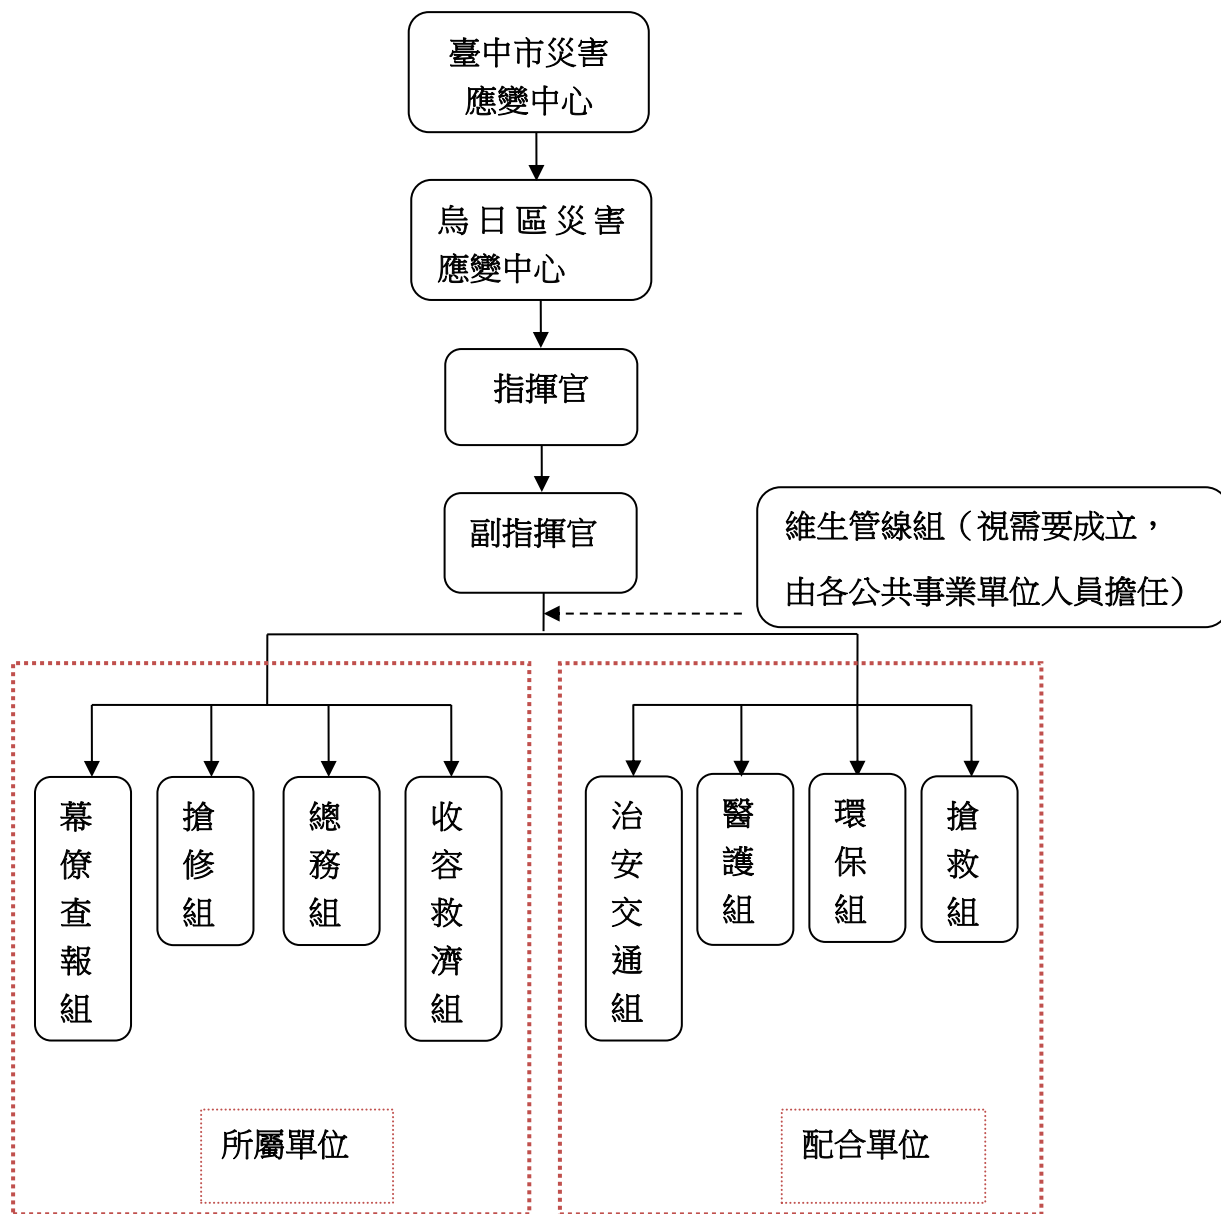 臺中市災害
應變中心
烏日區災害
應變中心
指揮官
副指揮官
維生管線組（視需要成立，
由各公共事業單位人員擔任）
幕僚查報組
搶修組
總務組
收容救濟組
治安交通組
醫護組
環保組
搶救組
所屬單位
配合單位